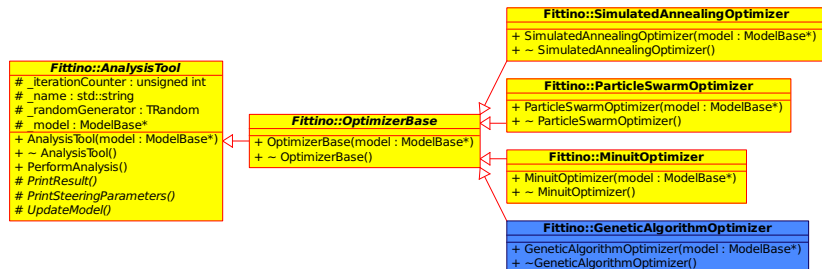 Fittino::AnalysisTool
# _iterationCounter : unsigned int
# _name : std::string
# _randomGenerator : TRandom
# _model : ModelBase*
+ AnalysisTool(model : ModelBase*)
+ ~ AnalysisTool()
+ PerformAnalysis()
# PrintResult()
# PrintSteeringParameters()
# UpdateModel()
Fittino::OptimizerBase
+ OptimizerBase(model : ModelBase*)
+ ~ OptimizerBase()
Fittino::SimulatedAnnealingOptimizer
+ SimulatedAnnealingOptimizer(model : ModelBase*)
+ ~ SimulatedAnnealingOptimizer()
Fittino::ParticleSwarmOptimizer
+ ParticleSwarmOptimizer(model : ModelBase*)
+ ~ ParticleSwarmOptimizer()
Fittino::MinuitOptimizer
+ MinuitOptimizer(model : ModelBase*)
+ ~ MinuitOptimizer()
Fittino::GeneticAlgorithmOptimizer
+ GeneticAlgorithmOptimizer(model : ModelBase*)
+ ~GeneticAlgorithmOptimizer()